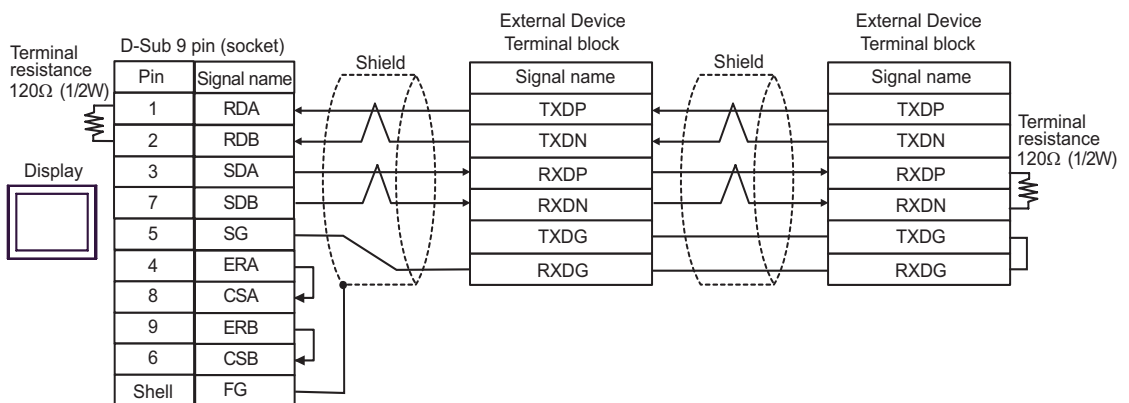 Terminal
resistance
120Ω (1/2W)
Display
D-Sub 9 pin (socket)
Pin Signal name
1 RDA
2 RDB
3 SDA
7 SDB
5 SG
4 ERA
8 CSA
9 ERB
6 CSB
Shell FG
Shield
External Device
Terminal block
Signal name
TXDP
TXDN
RXDP
RXDN
TXDG
RXDG
Shield
External Device
Terminal block
Signal name
TXDP
TXDN
RXDP
RXDN
TXDG
RXDG
Terminal
resistance
120Ω (1/2W)